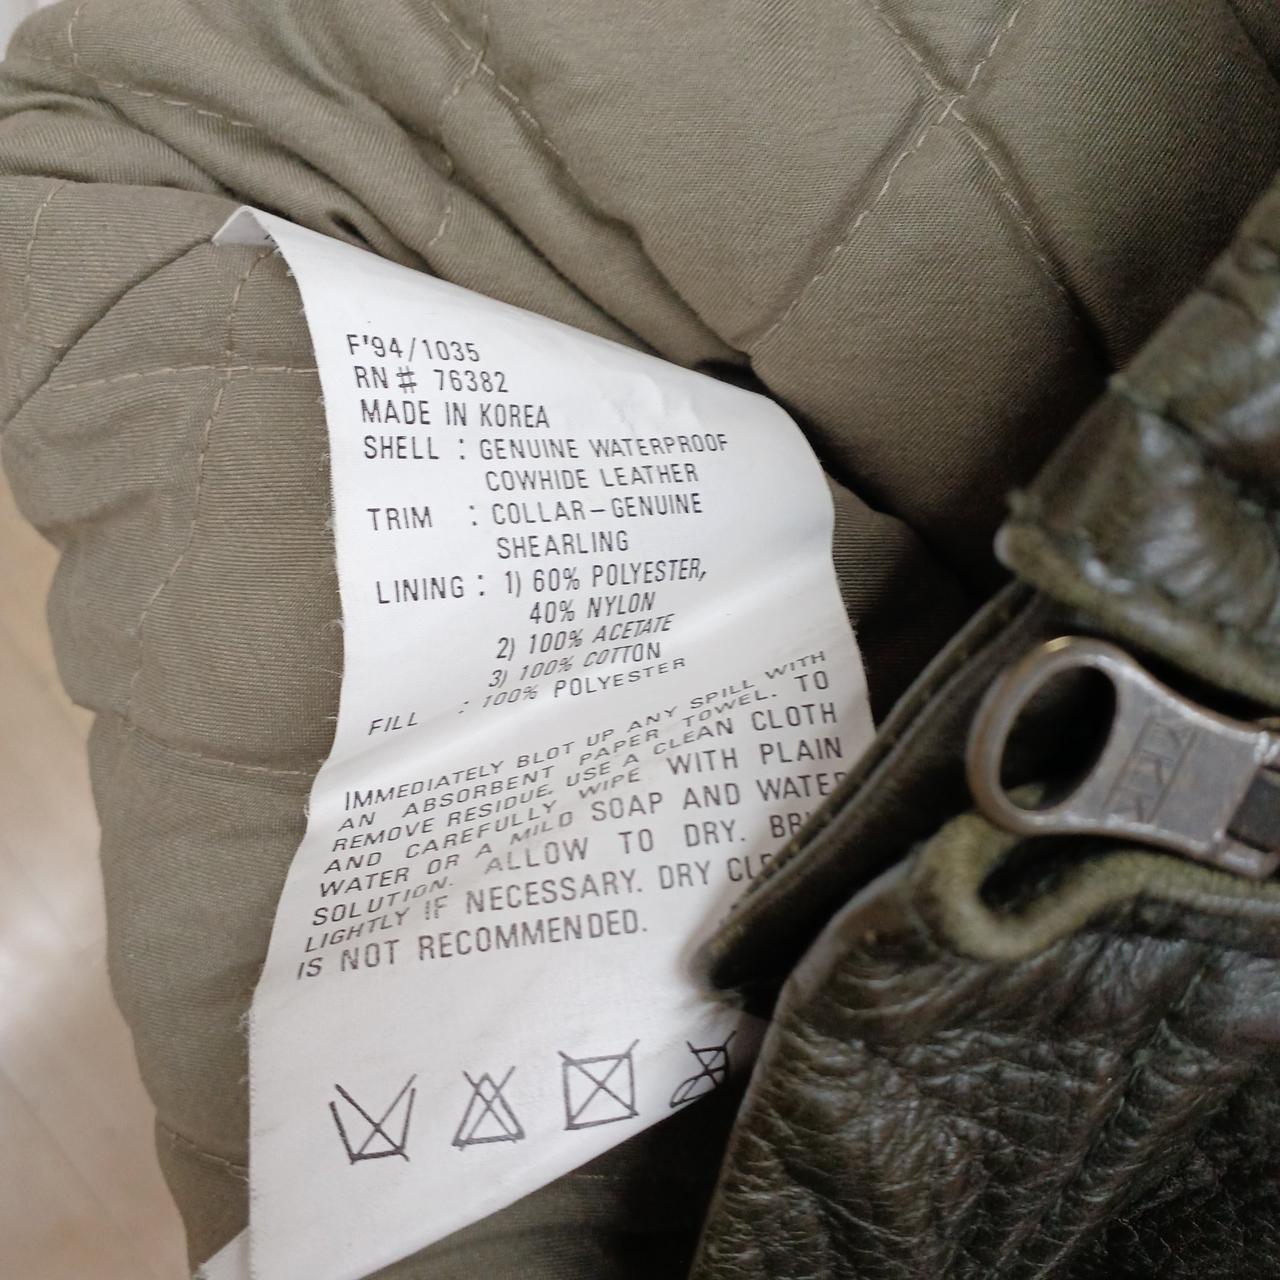 F'94/1035
RN # 76382
MADE IN KOREA
SHELL : GENUINE WATERPROOF
COWHIDE LEATHER
TRIM : COLLAR-GENUINE
SHEARLING
LINING : 1) 60% POLYESTER,
40% NYLON
2) 100% ACETATE
3) 100% COTTON
FILL : 100% POLYESTER
IMMEDIATELY BLOT UP ANY SPILL WITH
AN ABSORBENT PAPER TOWEL. TO
REMOVE RESIDUE, USE A CLEAN CLOTH
AND CAREFULLY WIPE WITH PLAIN
WATER OR A MILD SOAP AND WATER
SOLUTION. ALLOW TO DRY.
LIGHTLY IF NECESSARY. DRY
IS NOT RECOMMENDED.
YKK